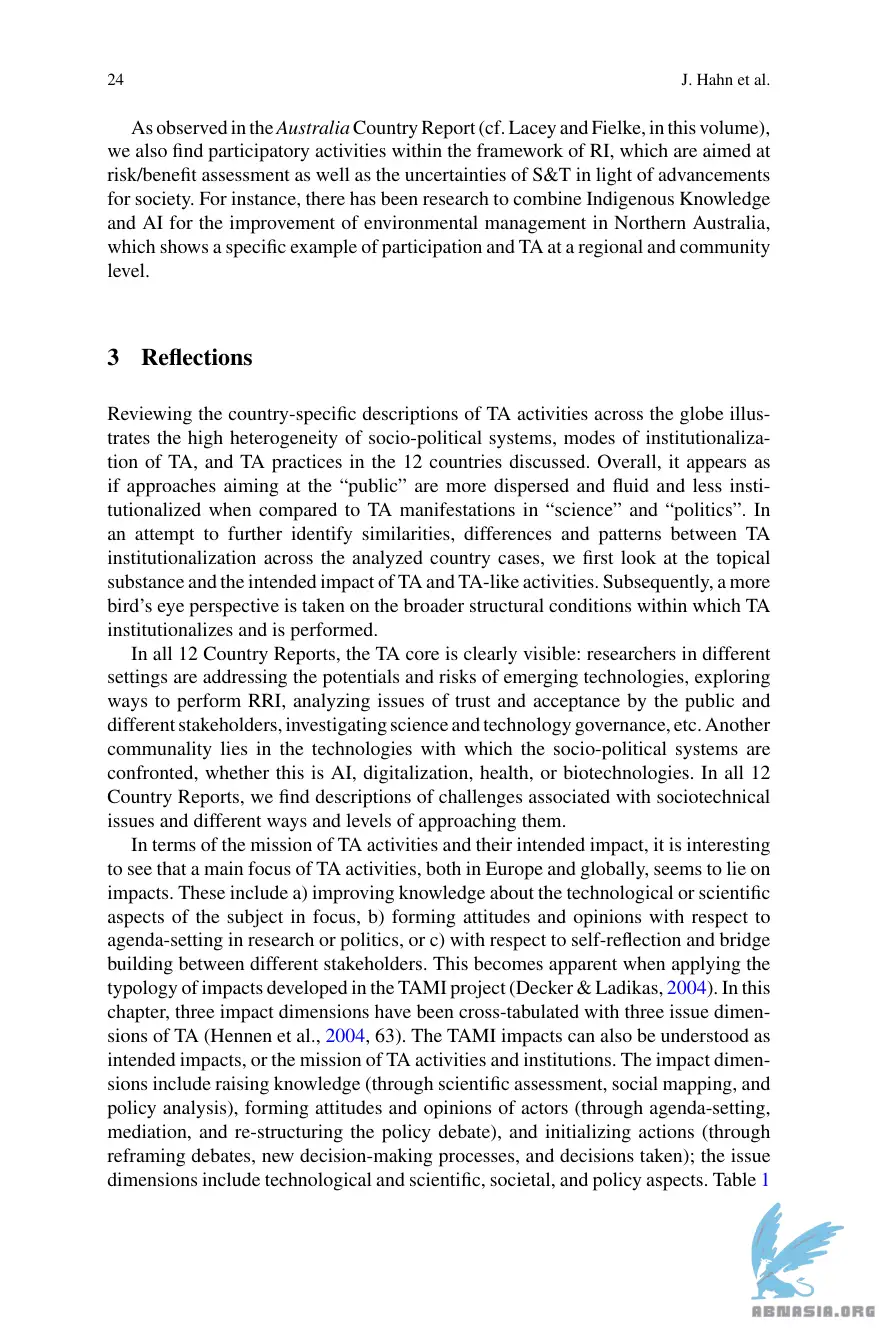 24
J. Hahn et al.
As observed in the Australia Country Report (cf. Lacey and Fielke, in this volume),
we also find participatory activities within the framework of RI, which are aimed at
risk/benefit assessment as well as the uncertainties of S&T in light of advancements
for society. For instance, there has been research to combine Indigenous Knowledge
and AI for the improvement of environmental management in Northern Australia,
which shows a specific example of participation and TA at a regional and community
level.
3 Reflections
Reviewing the country-specific descriptions of TA activities across the globe illus-
trates the high heterogeneity of socio-political systems, modes of institutionaliza-
tion of TA, and TA practices in the 12 countries discussed. Overall, it appears as
if approaches aiming at the “public” are more dispersed and fluid and less insti-
tutionalized when compared to TA manifestations in “science” and “politics”. In
an attempt to further identify similarities, differences and patterns between TA
institutionalization across the analyzed country cases, we first look at the topical
substance and the intended impact of TA and TA-like activities. Subsequently, a more
bird’s eye perspective is taken on the broader structural conditions within which TA
institutionalizes and is performed.
In all 12 Country Reports, the TA core is clearly visible: researchers in different
settings are addressing the potentials and risks of emerging technologies, exploring
ways to perform RRI, analyzing issues of trust and acceptance by the public and
different stakeholders, investigating science and technology governance, etc. Another
communality lies in the technologies with which the socio-political systems are
confronted, whether this is AI, digitalization, health, or biotechnologies. In all 12
Country Reports, we find descriptions of challenges associated with sociotechnical
issues and different ways and levels of approaching them.
In terms of the mission of TA activities and their intended impact, it is interesting
to see that a main focus of TA activities, both in Europe and globally, seems to lie on
impacts. These include a) improving knowledge about the technological or scientific
aspects of the subject in focus, b) forming attitudes and opinions with respect to
agenda-setting in research or politics, or c) with respect to self-reflection and bridge
building between different stakeholders. This becomes apparent when applying the
typology of impacts developed in the TAMI project (Decker & Ladikas, 2004). In this
chapter, three impact dimensions have been cross-tabulated with three issue dimen-
sions of TA (Hennen et al., 2004, 63). The TAMI impacts can also be understood as
intended impacts, or the mission of TA activities and institutions. The impact dimen-
sions include raising knowledge (through scientific assessment, social mapping, and
policy analysis), forming attitudes and opinions of actors (through agenda-setting,
mediation, and re-structuring the policy debate), and initializing actions (through
reframing debates, new decision-making processes, and decisions taken); the issue
dimensions include technological and scientific, societal, and policy aspects. Table 1
ABNASIA.ORG